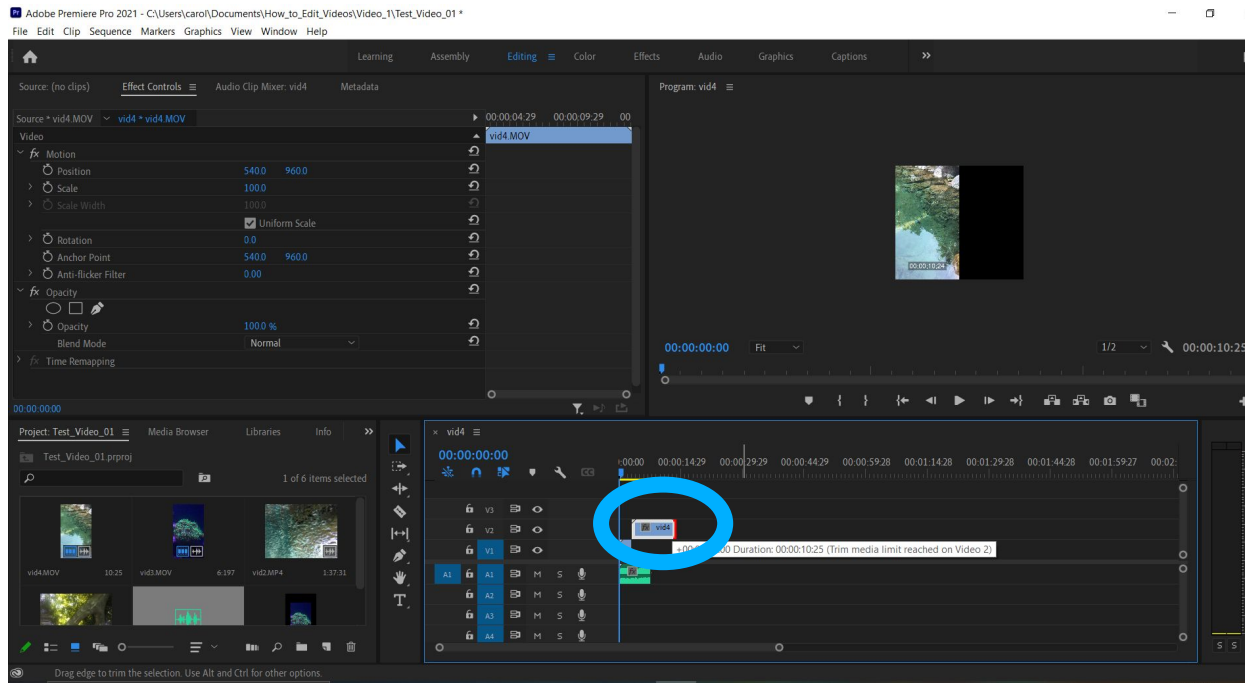 Pr Adobe Premiere Pro 2021 - C:\Users\carol\Documents\How_to_Edit_Videos\Video_1\Test_Video_01 *
File Edit Clip Sequence Markers Graphics View Window Help
Learning Assembly Editing Color Effects Audio Graphics Captions
Source: (no clips) Effect Controls Audio Clip Mixer: vid4 Metadata
Program: vid4
Source * vid4.MOV vid4 * vid4.MOV 00:00:04:29 00:00:09:29 00
Video vid4.MOV
fx Motion
Position 540.0 960.0
Scale 100.0
Scale Width 100.0
Uniform Scale
Rotation 0.0
Anchor Point 540.0 960.0
Anti-flicker Filter 0.00
fx Opacity
Opacity 100.0 %
Blend Mode Normal
fx Time Remapping
00:00:00:00
00:00:10:24
00:00:00:00 Fit 1/2 00:00:10:25
Project: Test_Video_01 Media Browser Libraries Info
Test_Video_01.prproj
1 of 6 items selected
vid4.MOV 10:25 vid3.MOV 6:197 vid2.MP4 1:37:31
× vid4
00:00:00:00
:00:00 00:00:14:29 00:00:29:29 00:00:44:29 00:00:59:28 00:01:14:28 00:01:29:28 00:01:44:28 00:01:59:27 00:02:
V3
V2 vid4
V1
00 Duration: 00:00:10:25 (Trim media limit reached on Video 2)
A1 A1 M S
A2 M S
A3 M S
A4 M S
S S
Drag edge to trim the selection. Use Alt and Ctrl for other options.